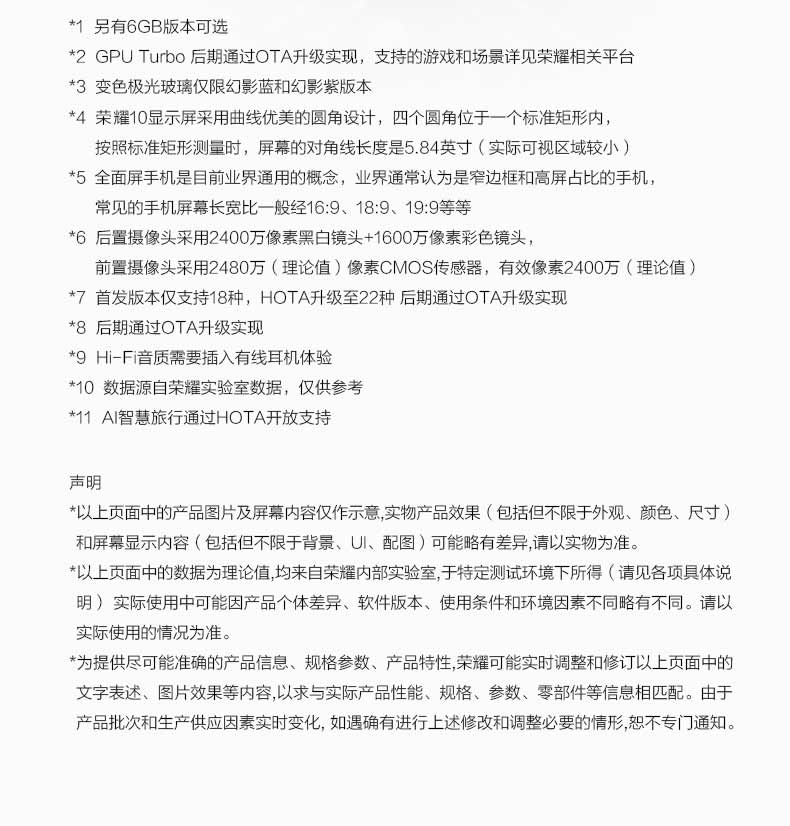 *1 另有6GB版本可选
*2 GPU Turbo 后期通过OTA升级实现，支持的游戏和场景详见荣耀相关平台
*3 变色极光玻璃仅限幻影蓝和幻影紫版本
*4 荣耀10显示屏采用曲线优美的圆角设计，四个圆角位于一个标准矩形内，
按照标准矩形测量时，屏幕的对角线长度是5.84英寸（实际可视区域较小）
*5 全面屏手机是目前业界通用的概念，业界通常认为是窄边框和高屏占比的手机，
常见的手机屏幕长宽比一般经16:9、18:9、19:9等等
*6 后置摄像头采用2400万像素黑白镜头+1600万像素彩色镜头，
前置摄像头采用2480万（理论值）像素CMOS传感器，有效像素2400万（理论值）
*7 首发版本仅支持18种，HOTA升级至22种 后期通过OTA升级实现
*8 后期通过OTA升级实现
*9 Hi-Fi音质需要插入有线耳机体验
*10 数据源自荣耀实验室数据，仅供参考
*11 AI智慧旅行通过HOTA开放支持
声明
*以上页面中的产品图片及屏幕内容仅作示意,实物产品效果（包括但不限于外观、颜色、尺寸）
和屏幕显示内容（包括但不限于背景、UI、配图）可能略有差异,请以实物为准。
*以上页面中的数据为理论值,均来自荣耀内部实验室,于特定测试环境下所得（请见各项具体说
明） 实际使用中可能因产品个体差异、软件版本、使用条件和环境因素不同略有不同。请以
实际使用的情况为准。
*为提供尽可能准确的产品信息、规格参数、产品特性,荣耀可能实时调整和修订以上页面中的
文字表述、图片效果等内容,以求与实际产品性能、规格、参数、零部件等信息相匹配。由于
产品批次和生产供应因素实时变化, 如遇确有进行上述修改和调整必要的情形,恕不专门通知。